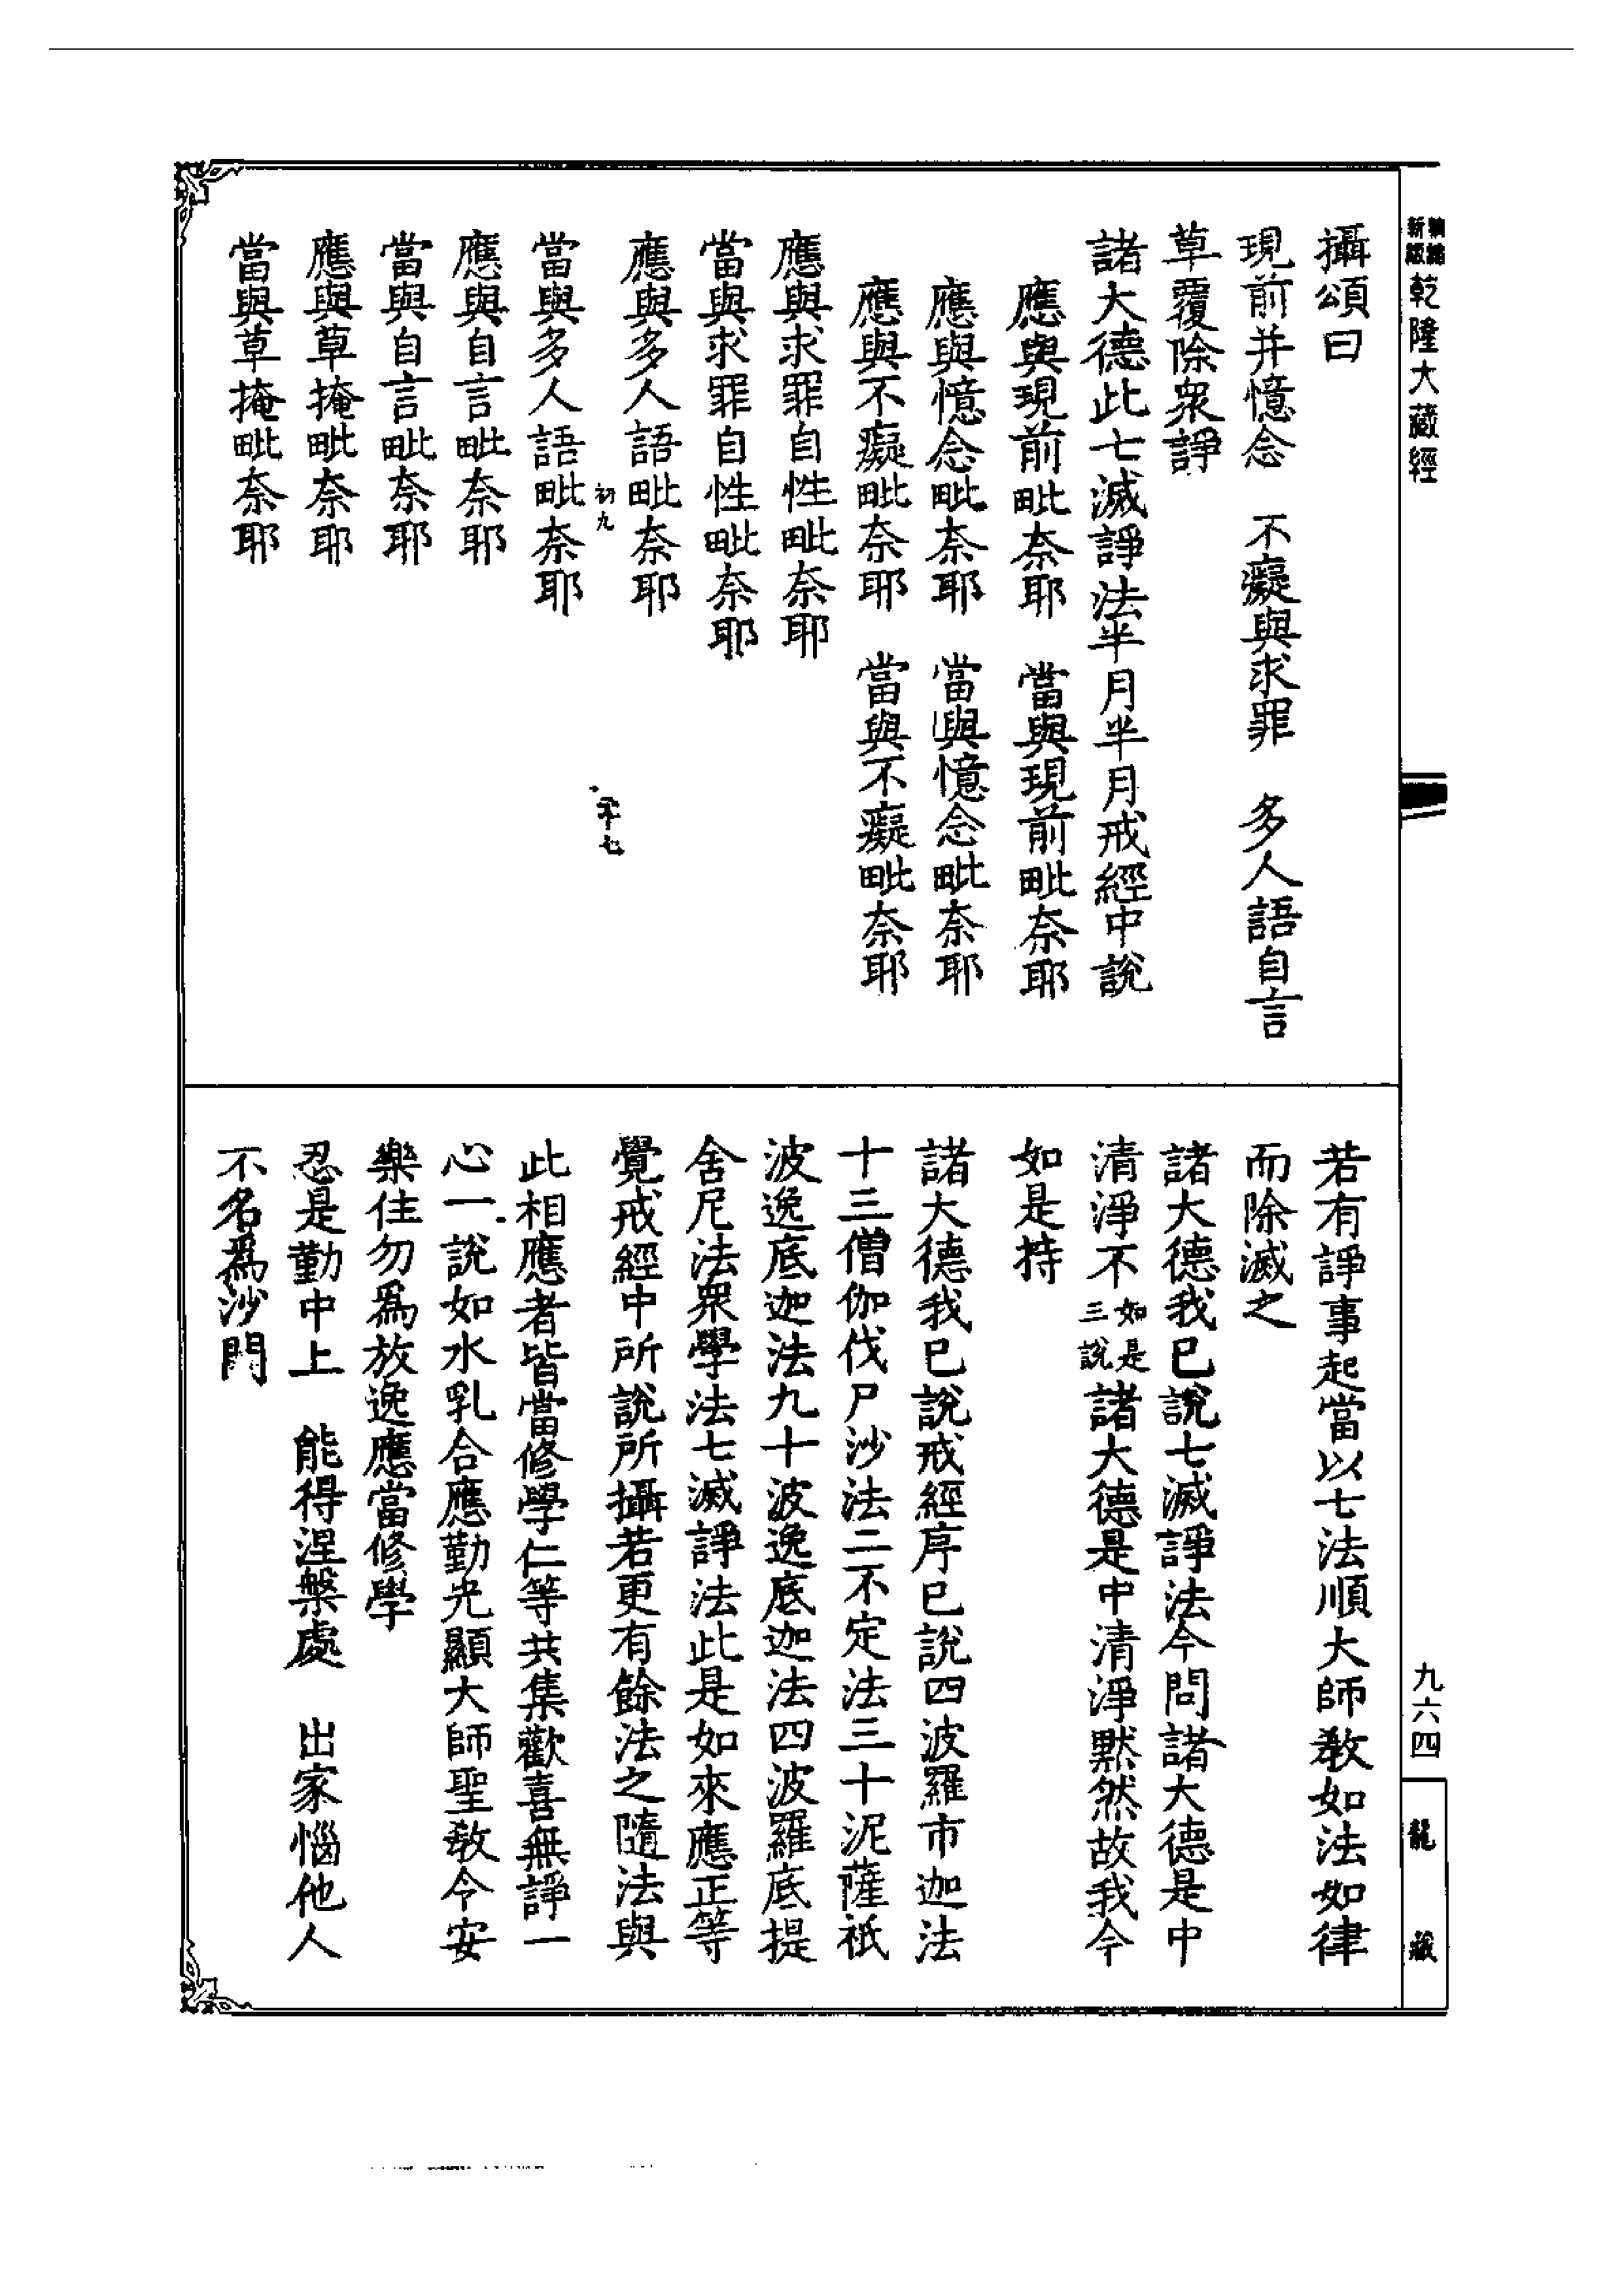 新編
新版
乾隆大藏經
攝頌曰
現前并憶念　不癡與求罪　多人語自言
草覆除衆諍
諸大德此七滅諍法半月半月戒經中說
應與現前毗奈耶　當與現前毗奈耶
應與憶念毗奈耶　當與憶念毗奈耶
應與不癡毗奈耶　當與不癡毗奈耶
應與求罪自性毗奈耶
當與求罪自性毗奈耶
應與多人語毗奈耶
初九
當與多人語毗奈耶
應與自言毗奈耶
當與自言毗奈耶
應與草掩毗奈耶
當與草掩毗奈耶
若有諍事起當以七法順大師教如法如律
而除滅之
諸大德我已說七滅諍法今問諸大德是中
清淨不如是三說諸大德是中清淨默然故我今
如是持
諸大德我已說戒經序已說四波羅市迦法
十三僧伽伐尸沙法二不定法三十泥薩祇
波逸底迦法九十波逸底迦法四波羅底提
舍尼法衆學法七滅諍法此是如來應正等
覺戒經中所說所攝若更有餘法之隨法與
此相應者皆當修學仁等共集歡喜無諍一
心一說如水乳合應勤光顯大師聖教令安
樂住勿爲放逸應當修學
忍是勤中上　能得涅槃處　出家惱他人
不名爲沙門
九六四
龍藏